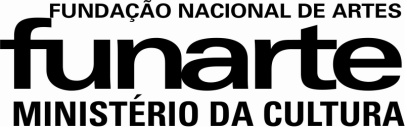 FUNDAÇÃO NACIONAL DE ARTES
funarte
MINISTÉRIO DA CULTURA